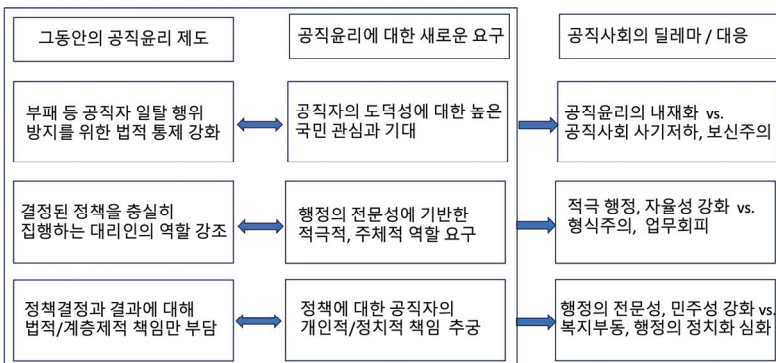 그동안의 공직윤리 제도
공직윤리에 대한 새로운 요구
공직사회의 딜레마 / 대응
부패 등 공직자 일탈 행위
방지를 위한 법적 통제 강화
공직자의 도덕성에 대한 높은
국민 관심과 기대
공직윤리의 내재화 vs.
공직사회 사기저하, 보신주의
결정된 정책을 충실히
집행하는 대리인의 역할 강조
행정의 전문성에 기반한
적극적, 주체적 역할 요구
적극 행정, 자율성 강화 vs.
형식주의, 업무회피
정책결정과 결과에 대해
법적/계층제적 책임만 부담
정책에 대한 공직자의
개인적/정치적 책임 추궁
행정의 전문성, 민주성 강화 vs.
복지부동, 행정의 정치화 심화